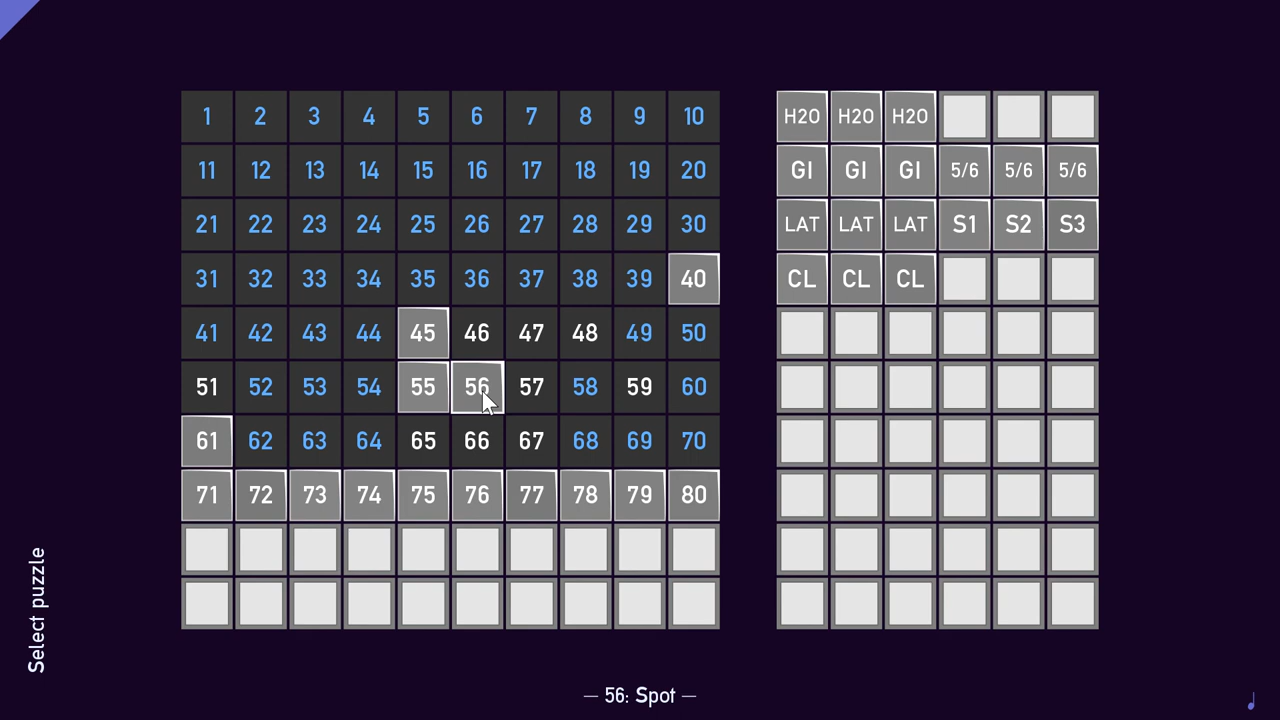 1 2 3 4 5 6 7 8 9 10 H2O H2O H2O
11 12 13 14 15 16 17 18 19 20 GI GI GI 5/6 5/6 5/6
21 22 23 24 25 26 27 28 29 30 LAT LAT LAT S1 S2 S3
31 32 33 34 35 36 37 38 39 40 CL CL CL
41 42 43 44 45 46 47 48 49 50
51 52 53 54 55 56 57 58 59 60
61 62 63 64 65 66 67 68 69 70
71 72 73 74 75 76 77 78 79 80
Select puzzle
— 56: Spot —